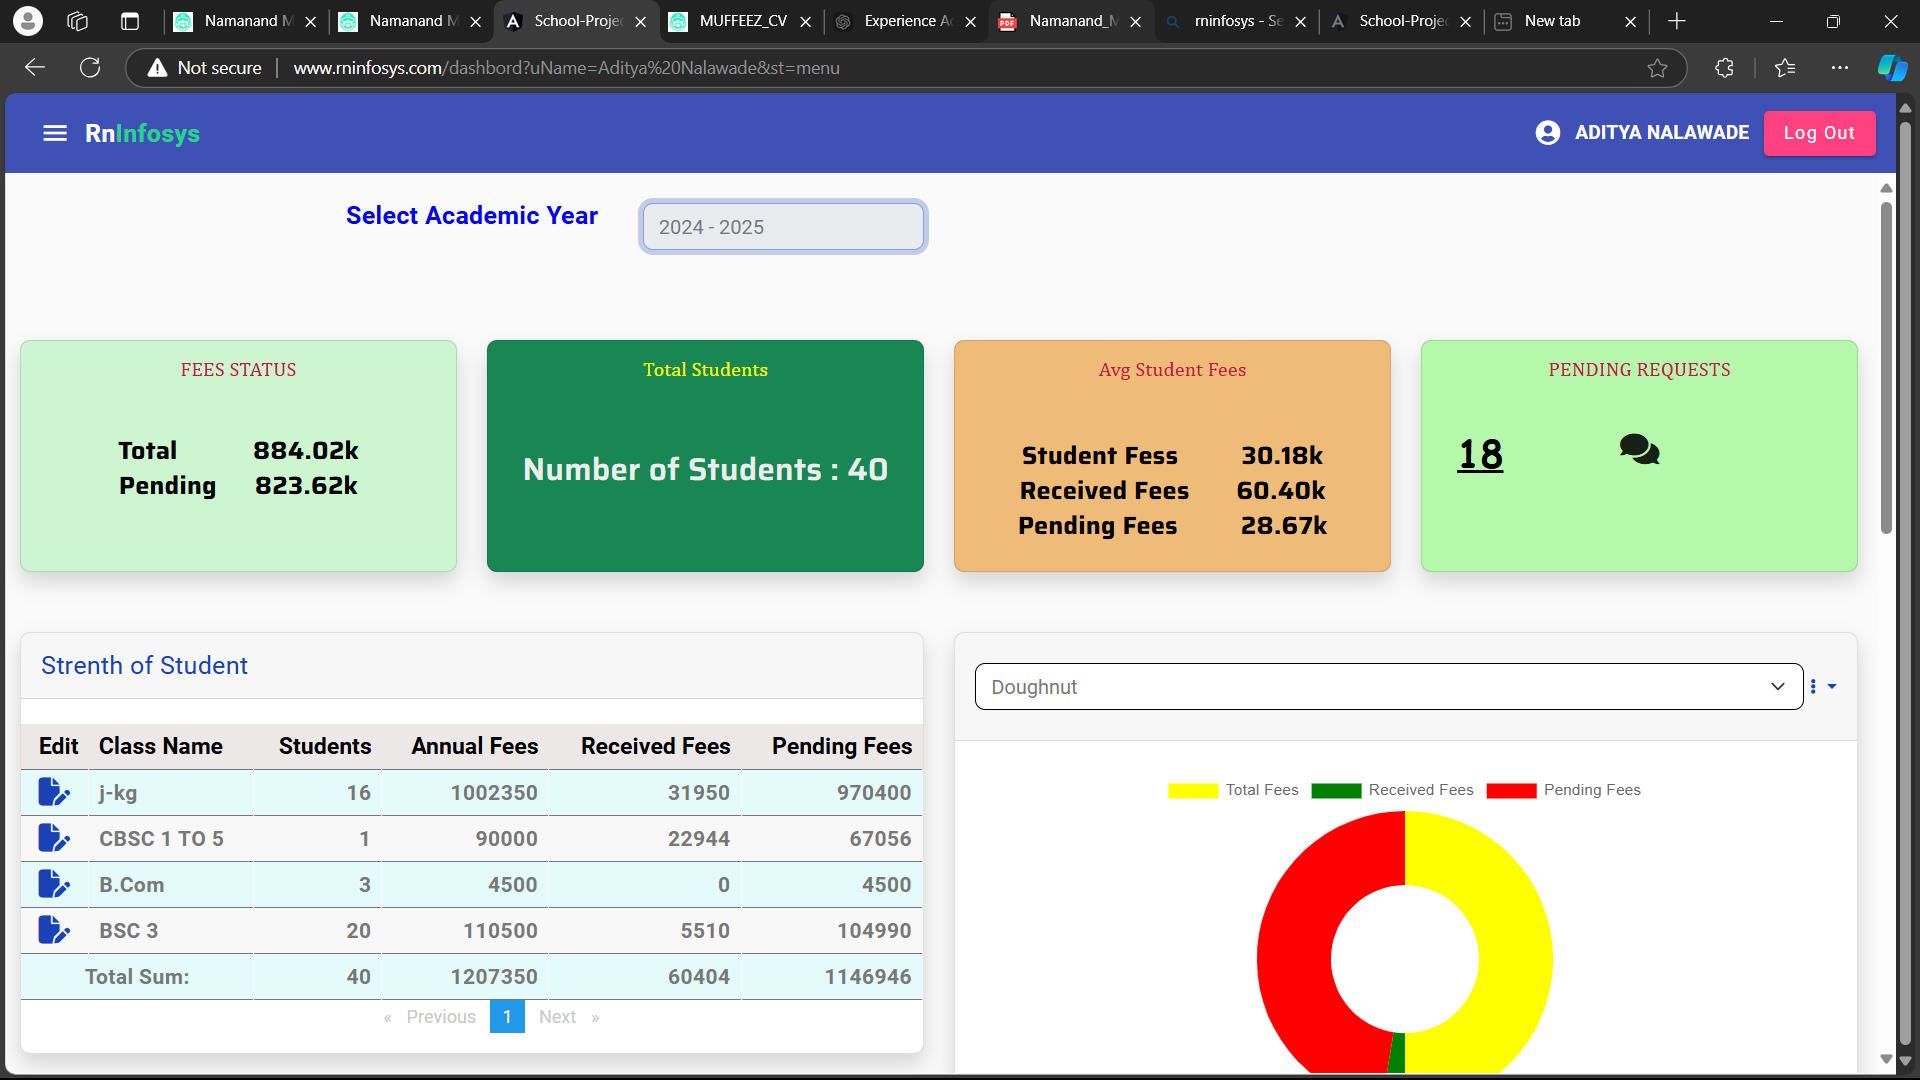 Namanand M
Namanand M
School-Projec
MUFFEEZ_CV
Experience Ac
Namanand_M
rninfosys - Se
School-Projec
New tab
Not secure
www.rninfosys.com/dashbord?uName=Aditya%20Nalawade&st=menu
RnInfosys
ADITYA NALAWADE
Log Out
Select Academic Year
2024 - 2025
FEES STATUS
Total 884.02k
Pending 823.62k
Total Students
Number of Students : 40
Avg Student Fees
Student Fess 30.18k
Received Fees 60.40k
Pending Fees 28.67k
PENDING REQUESTS
18
Strenth of Student
Edit Class Name Students Annual Fees Received Fees Pending Fees
j-kg 16 1002350 31950 970400
CBSC 1 TO 5 1 90000 22944 67056
B.Com 3 4500 0 4500
BSC 3 20 110500 5510 104990
Total Sum: 40 1207350 60404 1146946
« Previous 1 Next »
Doughnut
Total Fees Received Fees Pending Fees